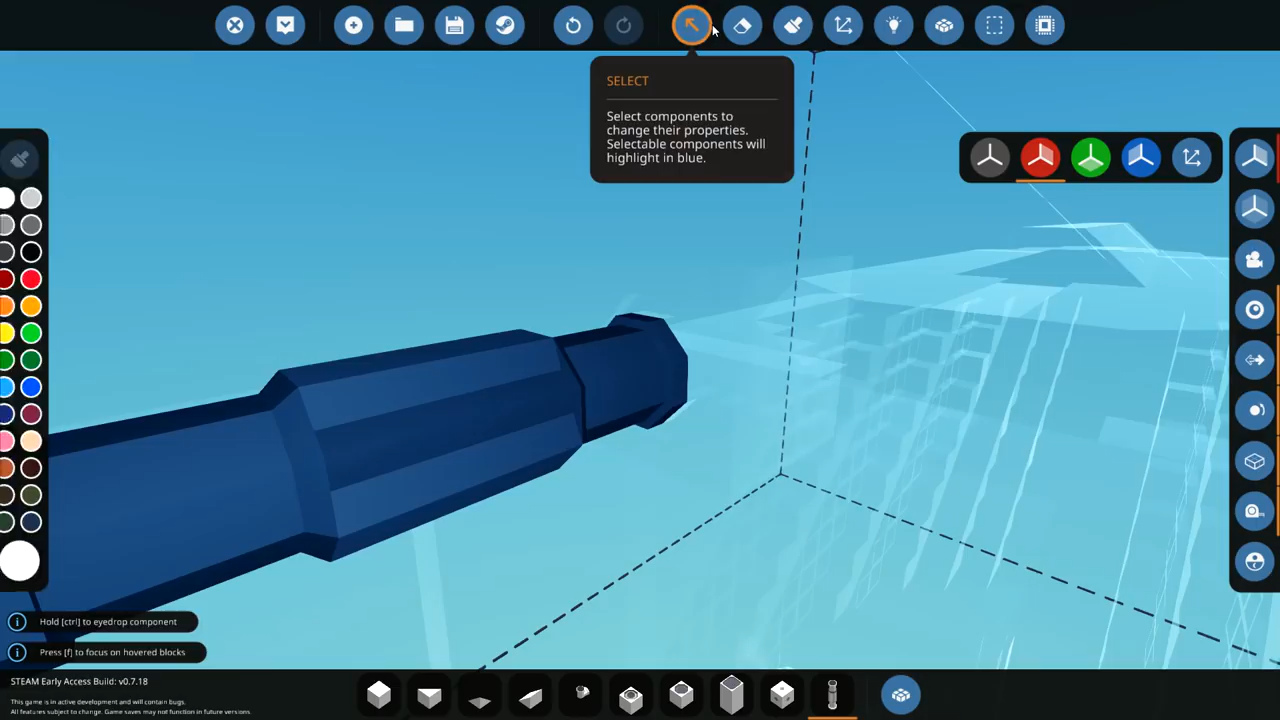 SELECT
Select components to
change their properties.
Selectable components will
highlight in blue.
Hold [ctrl] to eyedrop component
Press [f] to focus on hovered blocks
STEAM Early Access Build: v0.7.18
This game is in active development and will contain bugs.
All features subject to change. Game saves may not function in future versions.